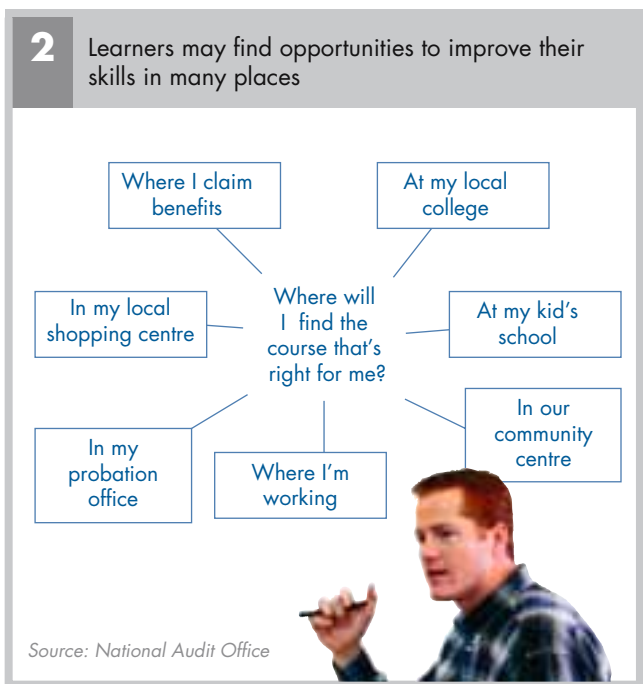 2
Learners may find opportunities to improve their
skills in many places
Where I claim
benefits
At my local
college
In my local
shopping centre
Where will
I find the
course that's
right for me?
At my kid's
school
In my
probation
office
Where I'm
working
In our
community
centre
Source: National Audit Office